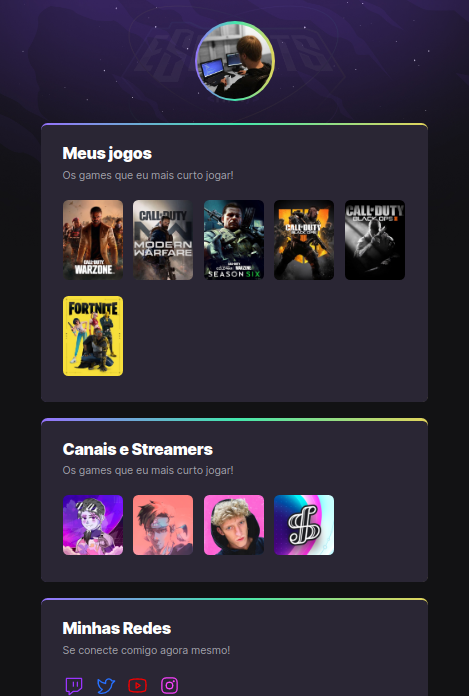 ESPORTS
Meus jogos
Os games que eu mais curto jogar!
CALL OF DUTY
WARZONE
CALL OF DUTY
MODERN
WARFARE
CALL OF DUTY
WARZONE
SEASON SIX
CALL OF DUTY
BLACK OPS
CALL OF DUTY
BLACK OPS II
FORTNITE
Canais e Streamers
Os games que eu mais curto jogar!
Minhas Redes
Se conecte comigo agora mesmo!